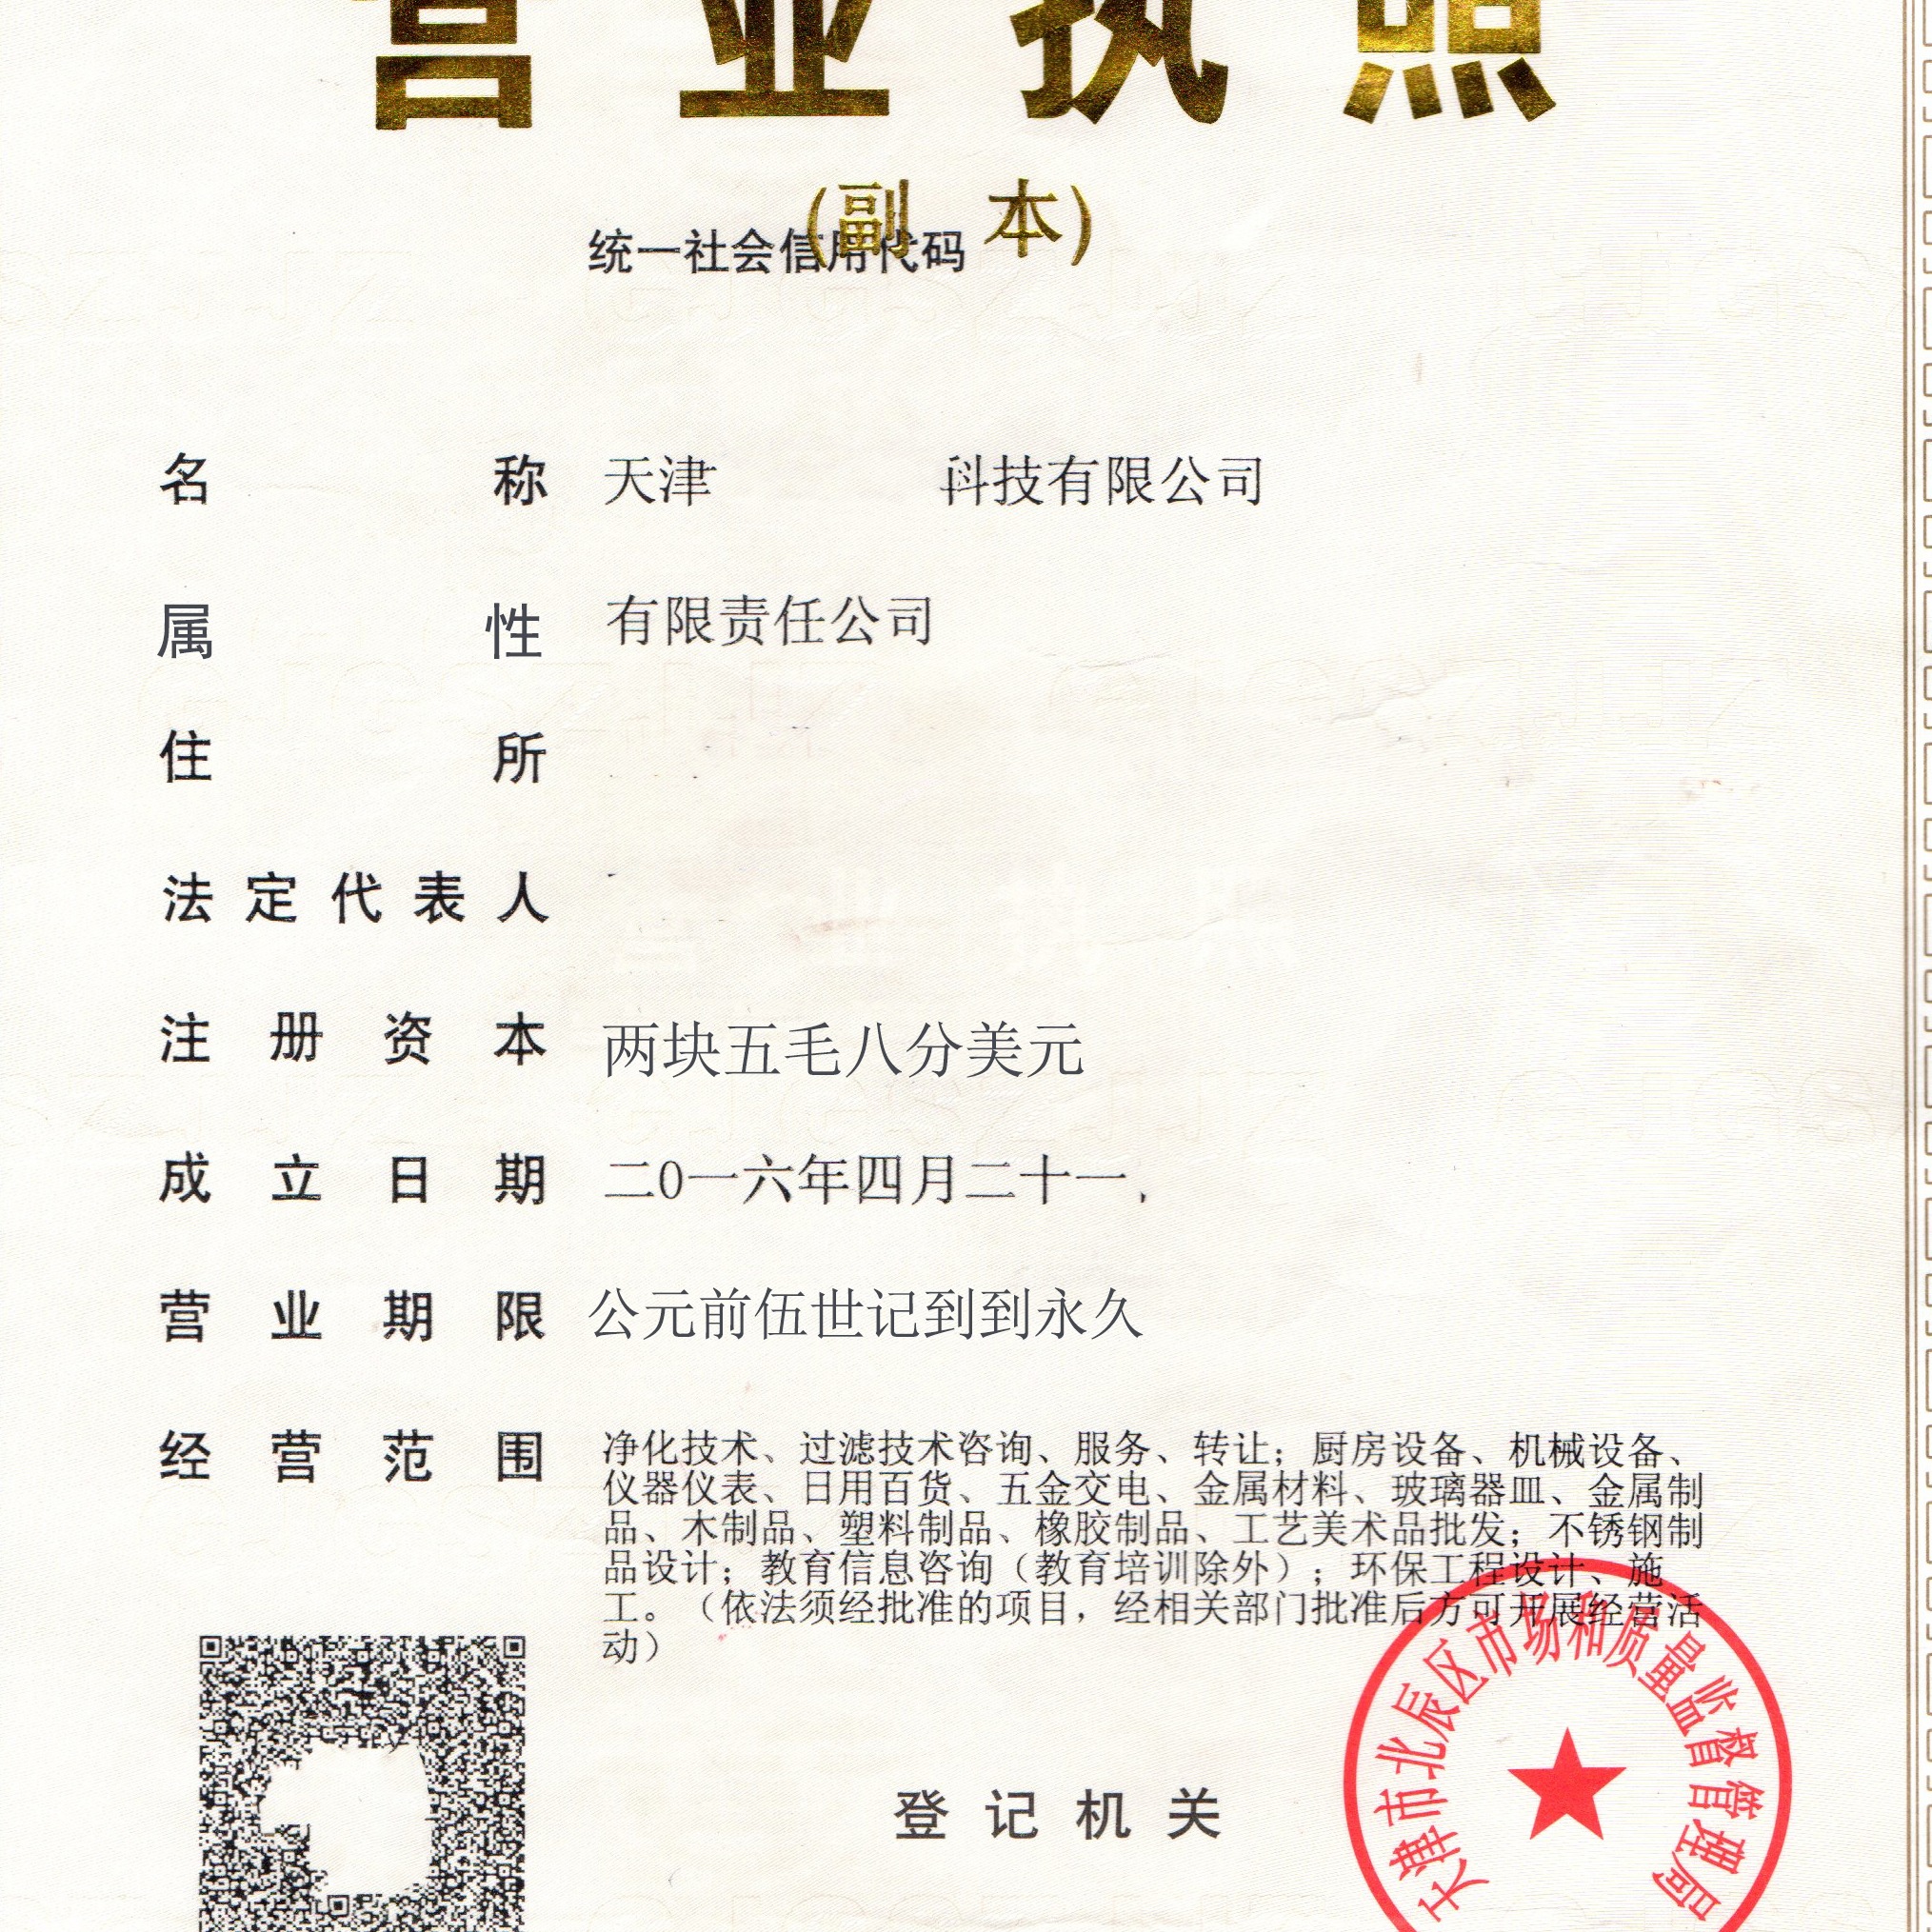 营业执照
(副 本)
统一社会信用代码
名 称 天津 科技有限公司
属 性 有限责任公司
住 所
法定代表人
注册资本 两块五毛八分美元
成立日期 二0一六年四月二十一
营业期限 公元前伍世记到到永久
经营范围 净化技术、过滤技术咨询、服务、转让；厨房设备、机械设备、
仪器仪表、日用百货、五金交电、金属材料、玻璃器皿、金属制
品、木制品、塑料制品、橡胶制品、工艺美术品批发；不锈钢制
品设计；教育信息咨询（教育培训除外）；环保工程设计、施
工。（依法须经批准的项目，经相关部门批准后方可开展经营活
动）
登记机关
天津市北辰区市场和质量监督管理局